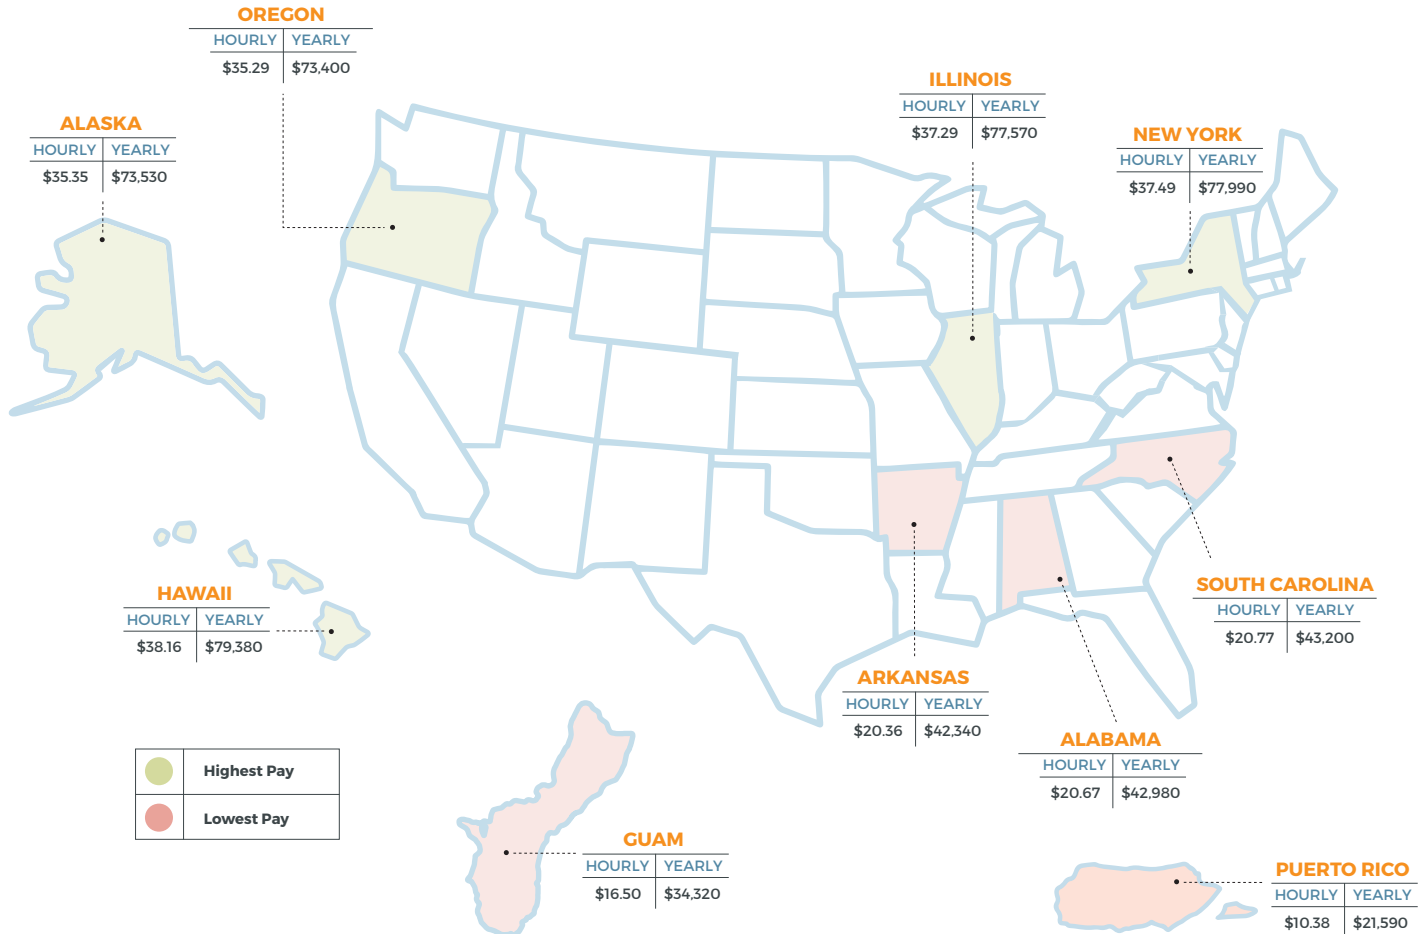 OREGON
HOURLY YEARLY
$35.29 $73,400
ILLINOIS
HOURLY YEARLY
$37.29 $77,570
ALASKA
HOURLY YEARLY
$35.35 $73,530
NEW YORK
HOURLY YEARLY
$37.49 $77,990
HAWAII
HOURLY YEARLY
$38.16 $79,380
SOUTH CAROLINA
HOURLY YEARLY
$20.77 $43,200
ARKANSAS
HOURLY YEARLY
$20.36 $42,340
ALABAMA
HOURLY YEARLY
$20.67 $42,980
Highest Pay
Lowest Pay
GUAM
HOURLY YEARLY
$16.50 $34,320
PUERTO RICO
HOURLY YEARLY
$10.38 $21,590